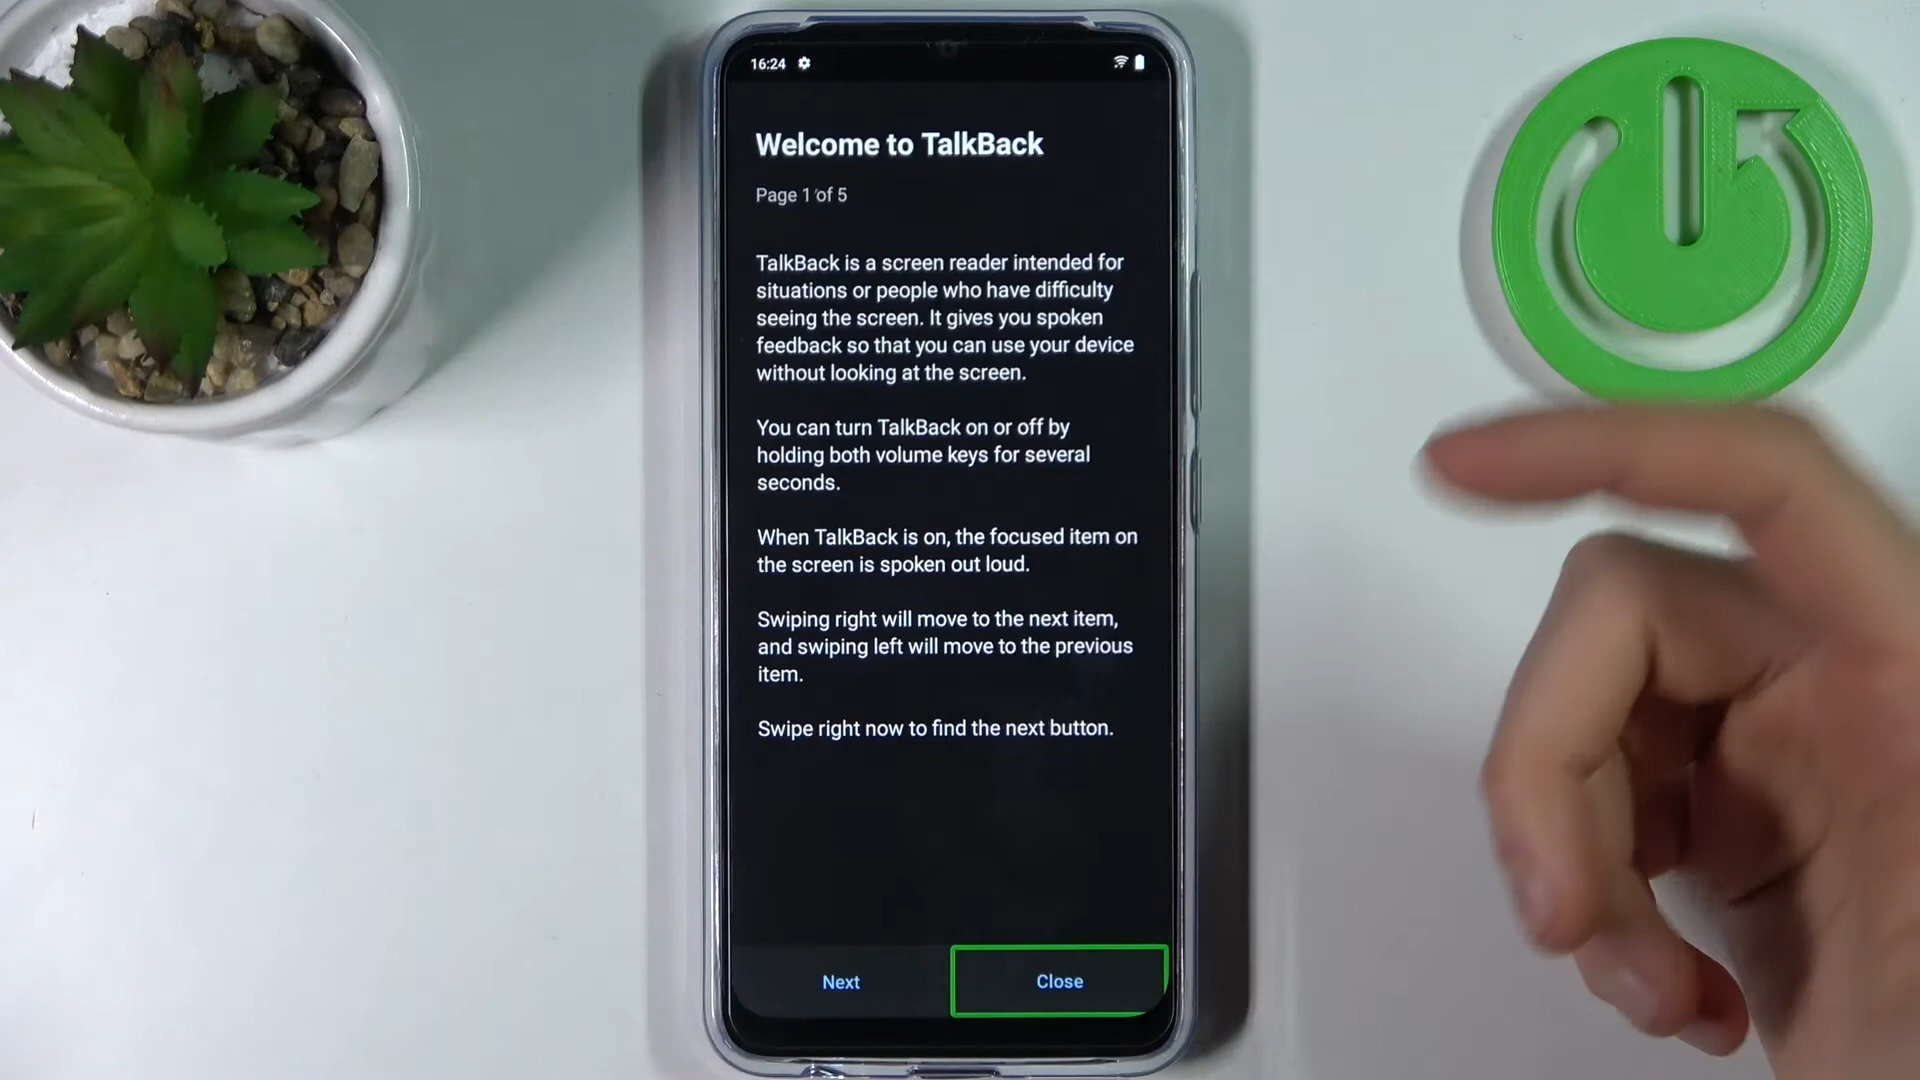 16:24
Welcome to TalkBack
Page 1 of 5
TalkBack is a screen reader intended for
situations or people who have difficulty
seeing the screen. It gives you spoken
feedback so that you can use your device
without looking at the screen.
You can turn TalkBack on or off by
holding both volume keys for several
seconds.
When TalkBack is on, the focused item on
the screen is spoken out loud.
Swiping right will move to the next item,
and swiping left will move to the previous
item.
Swipe right now to find the next button.
Next
Close